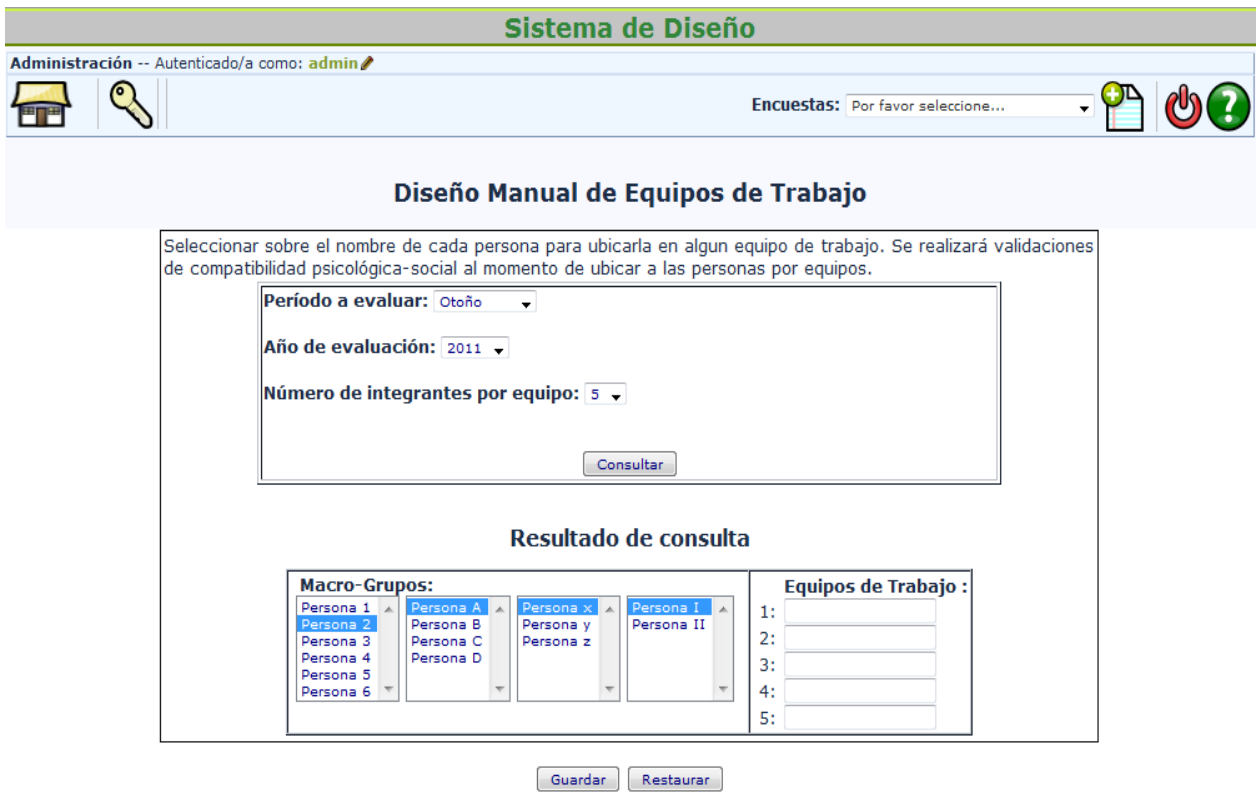 Sistema de Diseño
Administración -- Autenticado/a como: admin
Encuestas: Por favor seleccione...
Diseño Manual de Equipos de Trabajo
Seleccionar sobre el nombre de cada persona para ubicarla en algun equipo de trabajo. Se realizará validaciones
de compatibilidad psicológica-social al momento de ubicar a las personas por equipos.
Período a evaluar: Otoño
Año de evaluación: 2011
Número de integrantes por equipo: 5
Consultar
Resultado de consulta
Macro-Grupos:
Persona 1
Persona 2
Persona 3
Persona 4
Persona 5
Persona 6
Persona A
Persona B
Persona C
Persona D
Persona x
Persona y
Persona z
Persona I
Persona II
Equipos de Trabajo :
1:
2:
3:
4:
5:
Guardar Restaurar